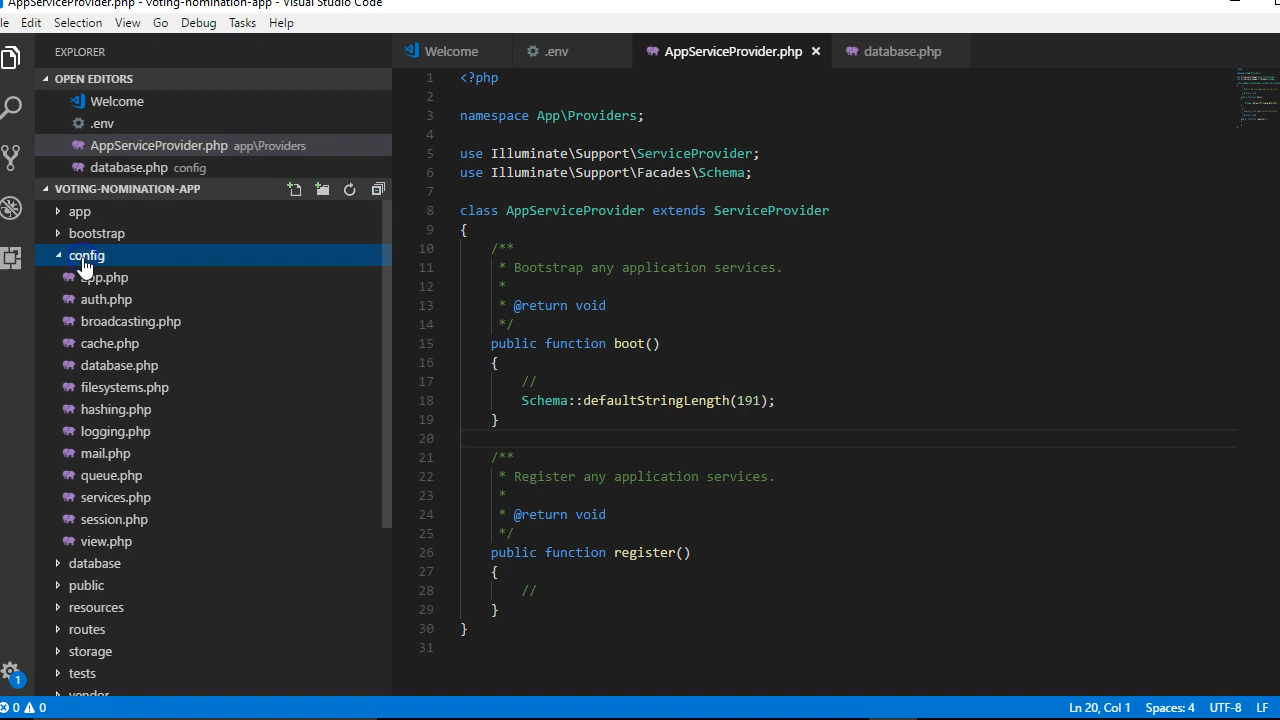 AppServiceProvider.php - voting-nomination-app - Visual Studio Code
le Edit Selection View Go Debug Tasks Help
EXPLORER
OPEN EDITORS
Welcome
.env
AppServiceProvider.php app\Providers
database.php config
VOTING-NOMINATION-APP
app
bootstrap
config
app.php
auth.php
broadcasting.php
cache.php
database.php
filesystems.php
hashing.php
logging.php
mail.php
queue.php
services.php
session.php
view.php
database
public
resources
routes
storage
tests
vendor
1
Welcome .env AppServiceProvider.php × database.php
1 <?php
2
3 namespace App\Providers;
4
5 use Illuminate\Support\ServiceProvider;
6 use Illuminate\Support\Facades\Schema;
7
8 class AppServiceProvider extends ServiceProvider
9 {
10 /**
11 * Bootstrap any application services.
12 *
13 * @return void
14 */
15 public function boot()
16 {
17 //
18 Schema::defaultStringLength(191);
19 }
20
21 /**
22 * Register any application services.
23 *
24 * @return void
25 */
26 public function register()
27 {
28 //
29 }
30 }
31
0 0 Ln 20, Col 1 Spaces: 4 UTF-8 LF